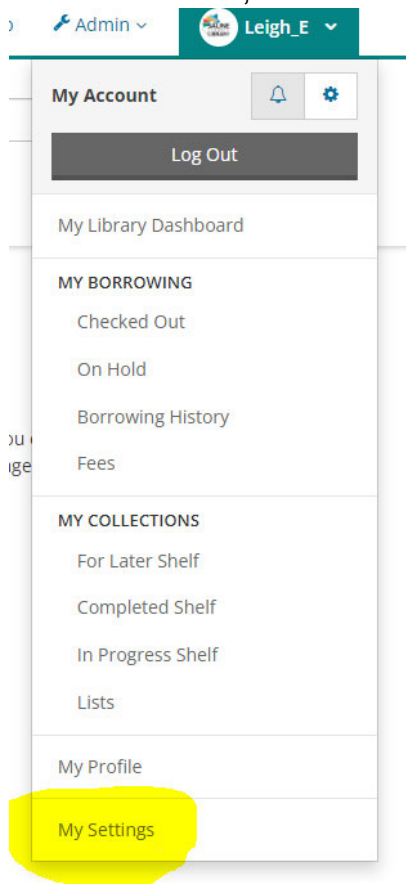 Admin
Leigh_E
My Account
Log Out
My Library Dashboard
MY BORROWING
Checked Out
On Hold
Borrowing History
Fees
MY COLLECTIONS
For Later Shelf
Completed Shelf
In Progress Shelf
Lists
My Profile
My Settings